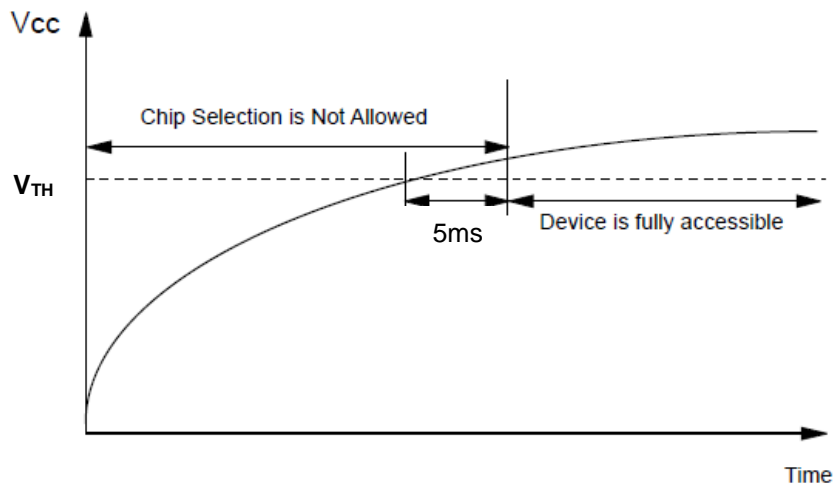 Vcc
Chip Selection is Not Allowed
VTH
5ms
Device is fully accessible
Time